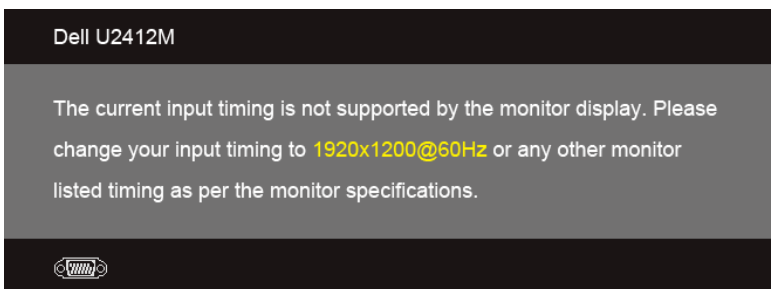 Dell U2412M
The current input timing is not supported by the monitor display. Please
change your input timing to 1920x1200@60Hz or any other monitor
listed timing as per the monitor specifications.